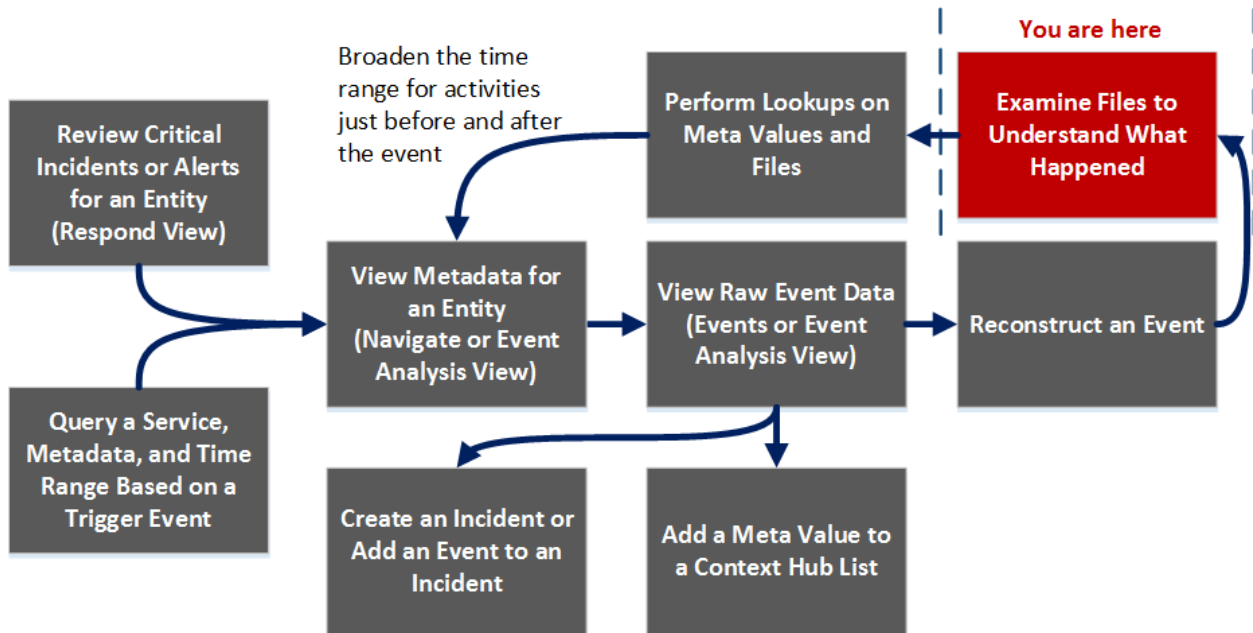 You are here
Broaden the time
range for activities
just before and after
the event
Perform Lookups on
Meta Values and
Files
Examine Files to
Understand What
Happened
Review Critical
Incidents or Alerts
for an Entity
(Respond View)
View Metadata for
an Entity
(Navigate or Event
Analysis View)
View Raw Event Data
(Events or Event
Analysis View)
Reconstruct an Event
Query a Service,
Metadata, and Time
Range Based on a
Trigger Event
Create an Incident or
Add an Event to an
Incident
Add a Meta Value to
a Context Hub List